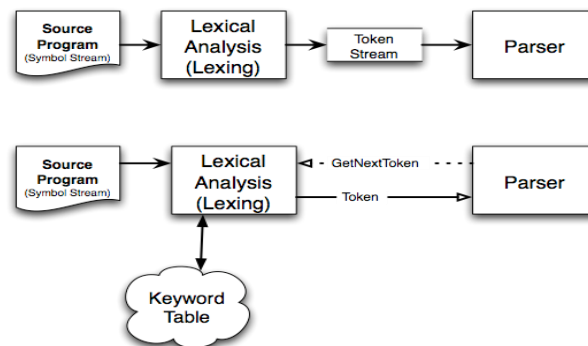 Source
Program
(Symbol Stream)
Lexical
Analysis
(Lexing)
Token
Stream
Parser
Source
Program
(Symbol Stream)
Lexical
Analysis
(Lexing)
GetNextToken
Token
Parser
Keyword
Table